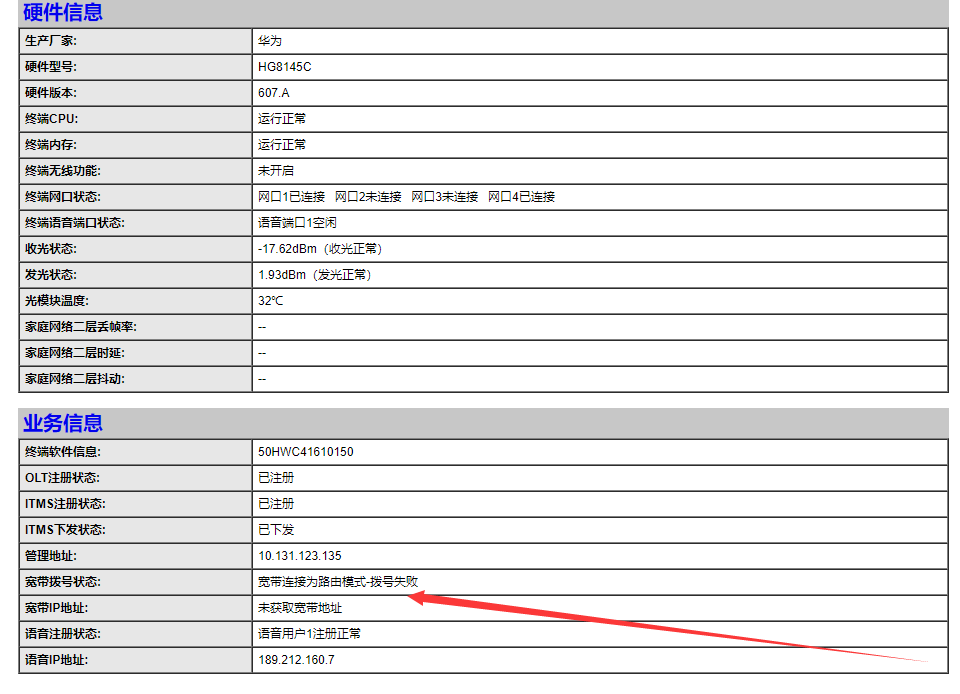 硬件信息
生产厂家: 华为
硬件型号: HG8145C
硬件版本: 607.A
终端CPU: 运行正常
终端内存: 运行正常
终端无线功能: 未开启
终端网口状态: 网口1已连接 网口2未连接 网口3未连接 网口4已连接
终端语音端口状态: 语音端口1空闲
收光状态: -17.62dBm（收光正常）
发光状态: 1.93dBm（发光正常）
光模块温度: 32℃
家庭网络二层丢帧率: --
家庭网络二层时延: --
家庭网络二层抖动: --
业务信息
终端软件信息: 50HWC41610150
OLT注册状态: 已注册
ITMS注册状态: 已注册
ITMS下发状态: 已下发
管理地址: 10.131.123.135
宽带拨号状态: 宽带连接为路由模式-拨号失败
宽带IP地址: 未获取宽带地址
语音注册状态: 语音用户1注册正常
语音IP地址: 189.212.160.7